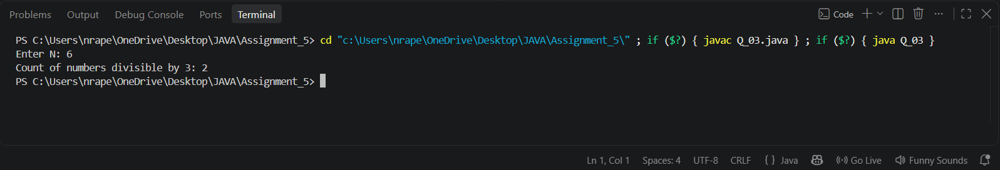 Problems Output Debug Console Ports Terminal Code
PS C:\Users\nrape\OneDrive\Desktop\JAVA\Assignment_5> cd "c:\Users\nrape\OneDrive\Desktop\JAVA\Assignment_5\" ; if ($?) { javac Q_03.java } ; if ($?) { java Q_03 }
Enter N: 6
Count of numbers divisible by 3: 2
PS C:\Users\nrape\OneDrive\Desktop\JAVA\Assignment_5>
Ln 1, Col 1 Spaces: 4 UTF-8 CRLF {} Java Go Live Funny Sounds